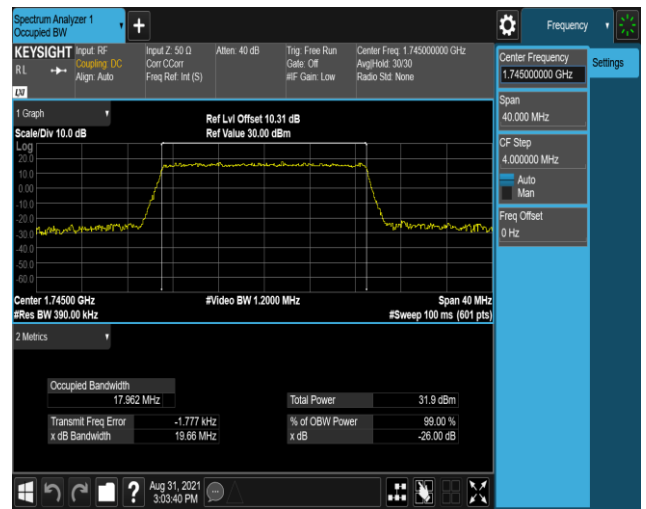 Spectrum Analyzer 1
Occupied BW
+
Frequency
KEYSIGHT
R L
LXI
Input: RF
Coupling: DC
Align: Auto
Input Z: 50 Ω
Corr CCorr
Freq Ref: Int (S)
Atten: 40 dB
Trig: Free Run
Gate: Off
#IF Gain: Low
Center Freq: 1.745000000 GHz
Avg|Hold: 30/30
Radio Std: None
Center Frequency
1.745000000 GHz
Settings
Span
40.000 MHz
CF Step
4.000000 MHz
Auto
Man
Freq Offset
0 Hz
1 Graph
Scale/Div 10.0 dB
Ref Lvl Offset 10.31 dB
Ref Value 30.00 dBm
Log
20.0
10.0
0.00
-10.0
-20.0
-30.0
-40.0
-50.0
-60.0
Center 1.74500 GHz
#Video BW 1.2000 MHz
Span 40 MHz
#Res BW 390.00 kHz
#Sweep 100 ms (601 pts)
2 Metrics
Occupied Bandwidth
17.962 MHz
Total Power 31.9 dBm
Transmit Freq Error -1.777 kHz
% of OBW Power 99.00 %
x dB Bandwidth 19.66 MHz
x dB -26.00 dB
?
Aug 31, 2021
3:03:40 PM